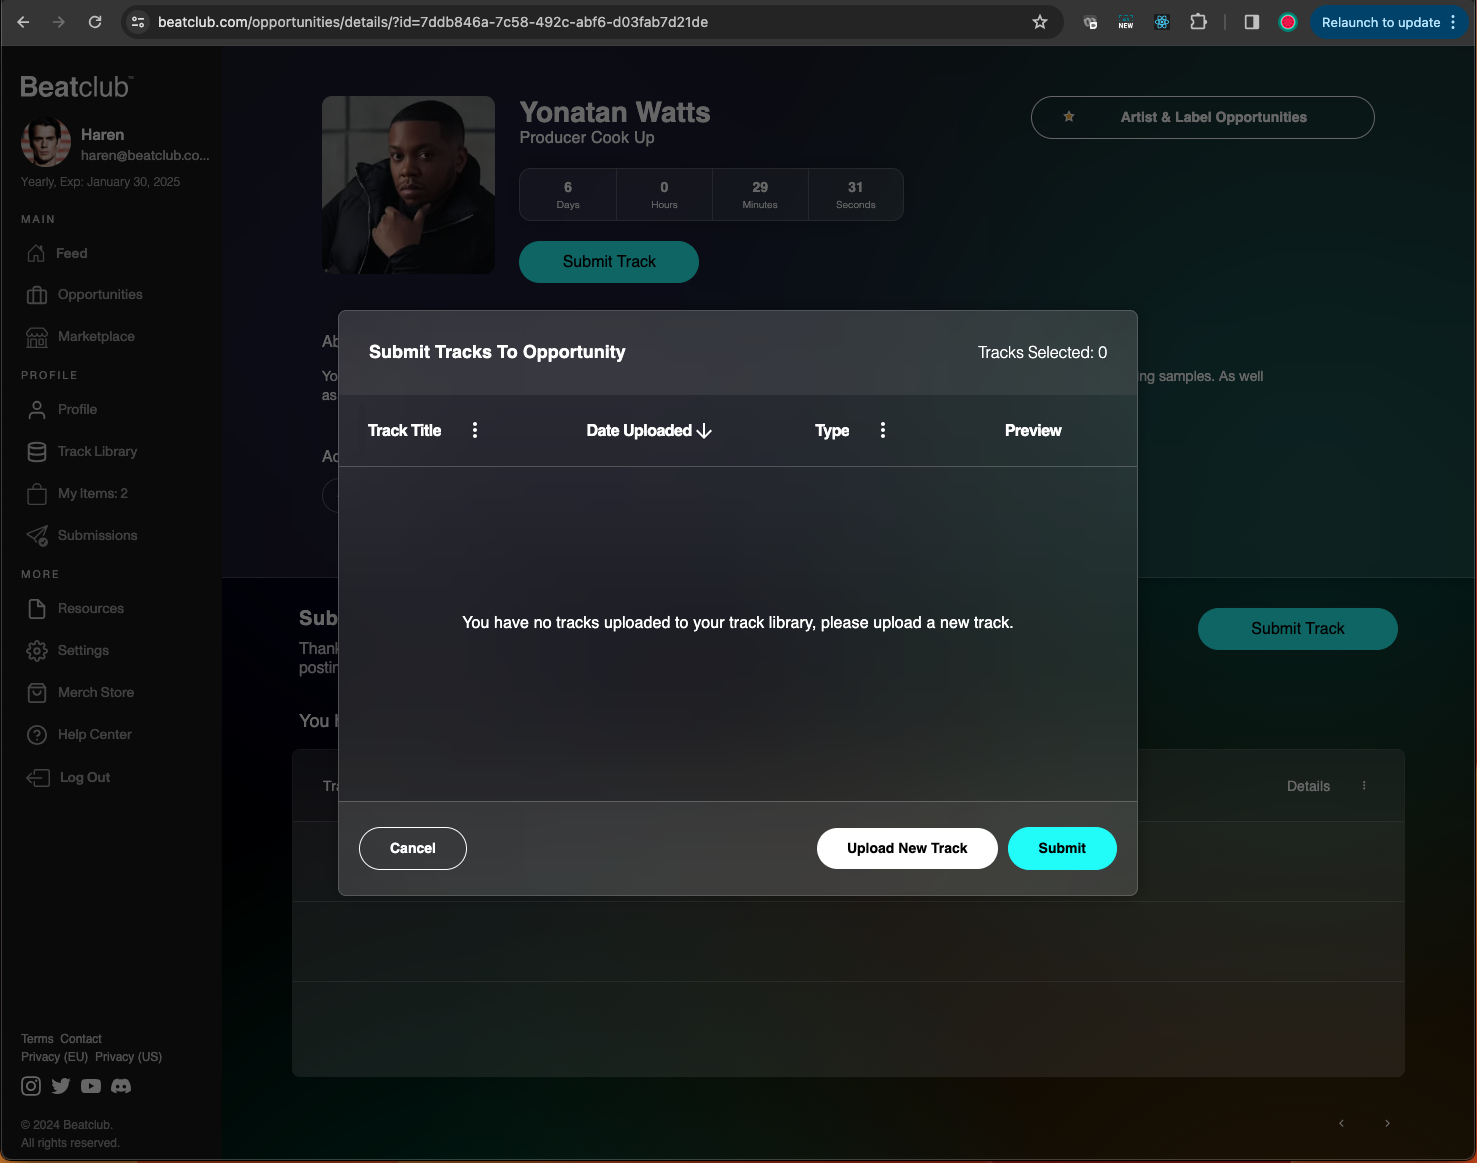 beatclub.com/opportunities/details/?id=7ddb846a-7c58-492c-abf6-d03fab7d21de
NEW
Relaunch to update
Beatclub™
Haren
haren@beatclub.co...
Yearly, Exp: January 30, 2025
MAIN
Feed
Opportunities
Marketplace
PROFILE
Profile
Track Library
My Items: 2
Submissions
MORE
Resources
Settings
Merch Store
Help Center
Log Out
Terms Contact
Privacy (EU) Privacy (US)
© 2024 Beatclub.
All rights reserved.
Yonatan Watts
Producer Cook Up
6 0 29 31
Days Hours Minutes Seconds
Submit Track
Artist & Label Opportunities
ng samples. As well
as
Submit Tracks To Opportunity
Tracks Selected: 0
Track Title Date Uploaded Type Preview
You have no tracks uploaded to your track library, please upload a new track.
Cancel
Upload New Track
Submit
Sub
Submit Track
Thank
postin
You h
Details